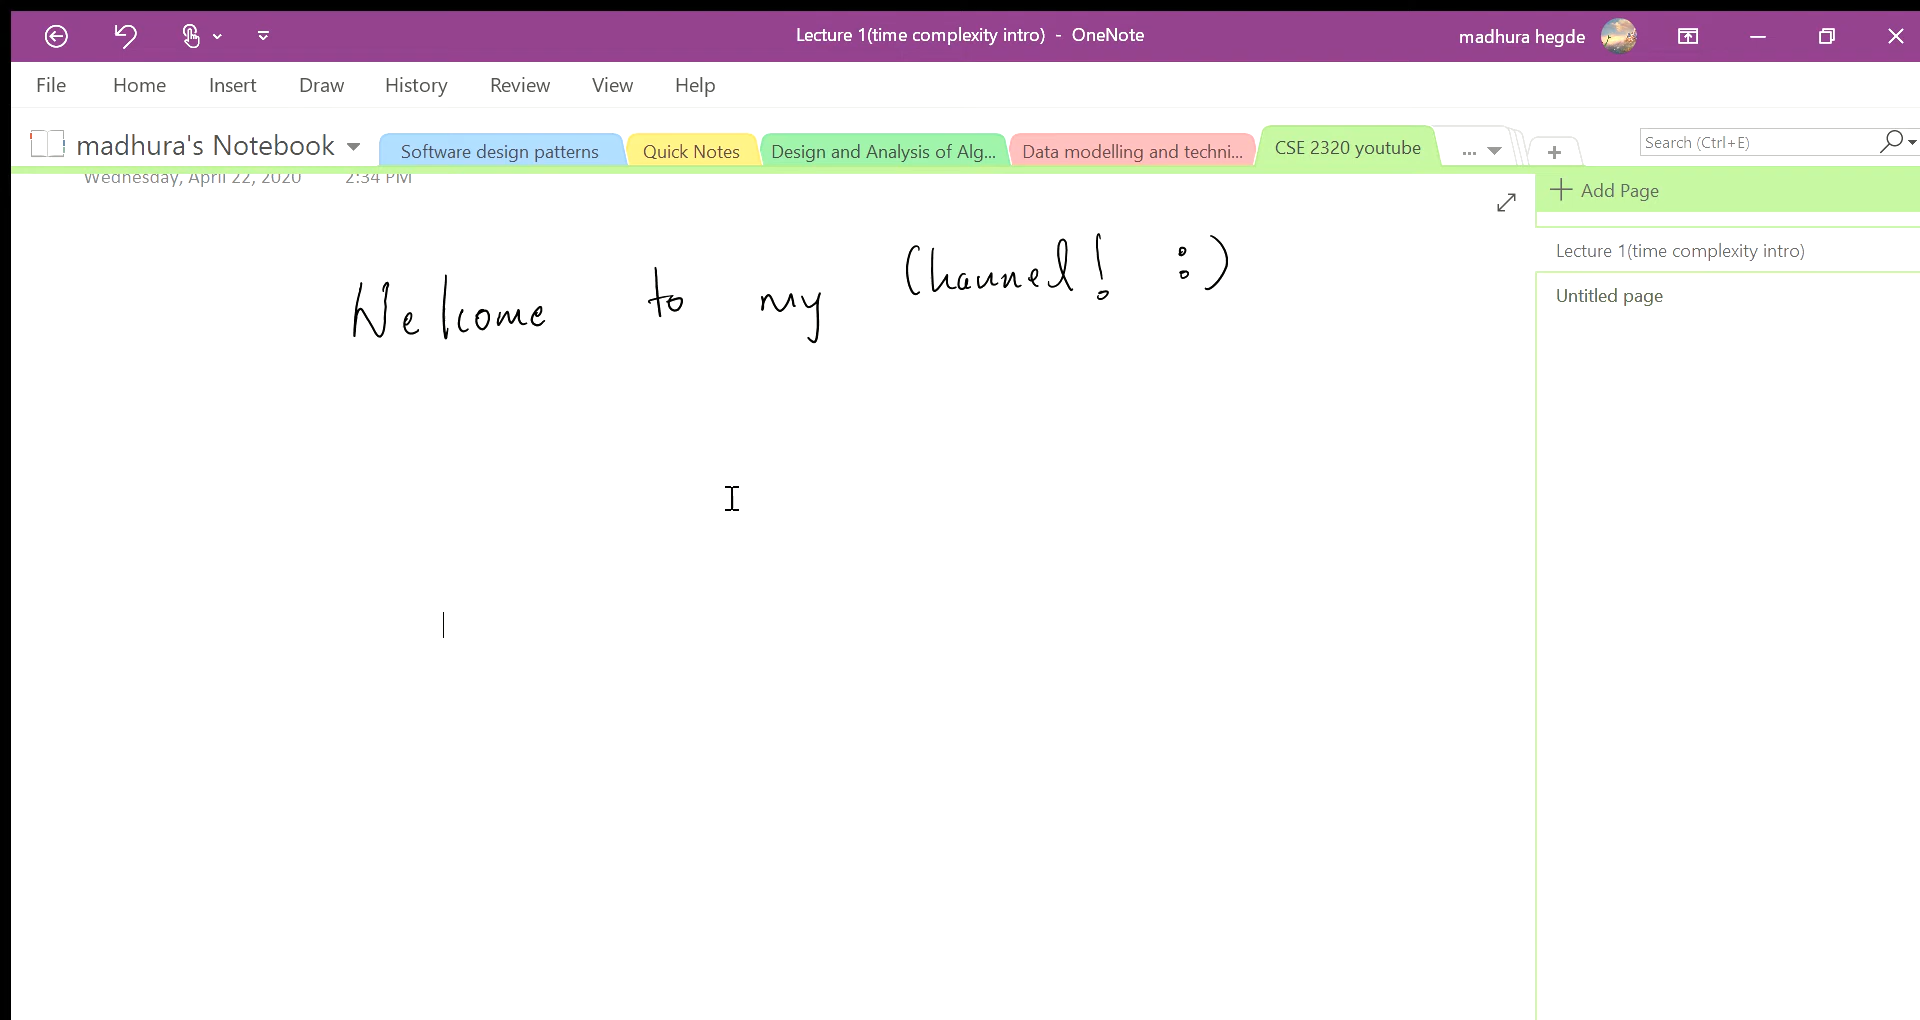 Lecture 1(time complexity intro) - OneNote
madhura hegde
File Home Insert Draw History Review View Help
madhura's Notebook
Software design patterns
Quick Notes
Design and Analysis of Alg...
Data modelling and techni...
CSE 2320 youtube
...
Search (Ctrl+E)
Wednesday, April 22, 2020 2:34 PM
Add Page
Lecture 1(time complexity intro)
Untitled page
Welcome to my Channel! :)